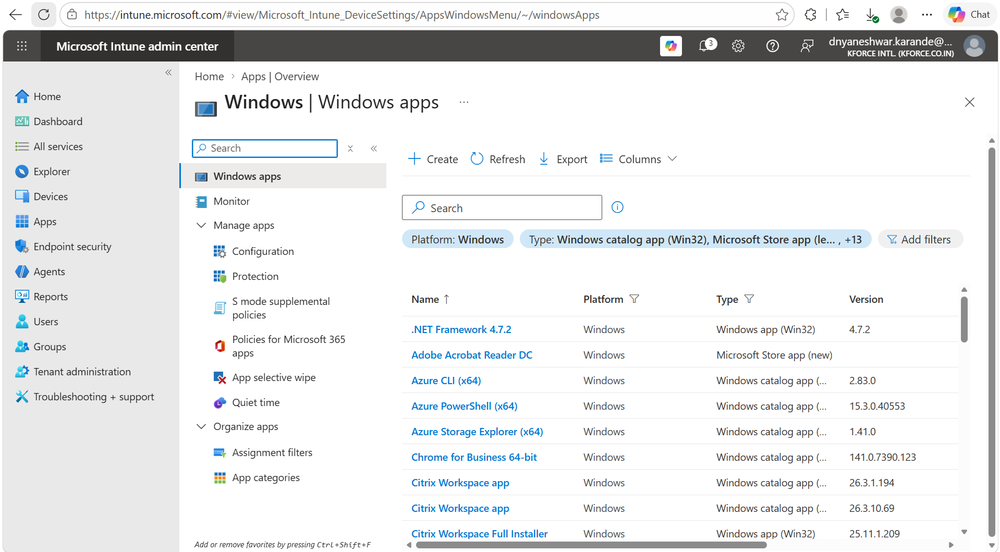 https://intune.microsoft.com/#view/Microsoft_Intune_DeviceSettings/AppsWindowsMenu/~/windowsApps
Chat
Microsoft Intune admin center
3
dnyaneshwar.karande@...
KFORCE INTL. (KFORCE.CO.IN)
Home
Dashboard
All services
Explorer
Devices
Apps
Endpoint security
Agents
Reports
Users
Groups
Tenant administration
Troubleshooting + support
Home > Apps | Overview
Windows | Windows apps
Search
Windows apps
Monitor
Manage apps
Configuration
Protection
S mode supplemental
policies
Policies for Microsoft 365
apps
App selective wipe
Quiet time
Organize apps
Assignment filters
App categories
Add or remove favorites by pressing Ctrl+Shift+F
Create Refresh Export Columns
Search
Platform: Windows Type: Windows catalog app (Win32), Microsoft Store app (le... , +13 Add filters
Name Platform Type Version
.NET Framework 4.7.2 Windows Windows app (Win32) 4.7.2
Adobe Acrobat Reader DC Windows Microsoft Store app (new)
Azure CLI (x64) Windows Windows catalog app (... 2.83.0
Azure PowerShell (x64) Windows Windows catalog app (... 15.3.0.40553
Azure Storage Explorer (x64) Windows Windows catalog app (... 1.41.0
Chrome for Business 64-bit Windows Windows catalog app (... 141.0.7390.123
Citrix Workspace app Windows Windows catalog app (... 26.3.1.194
Citrix Workspace app Windows Windows catalog app (... 26.3.10.69
Citrix Workspace Full Installer Windows Windows app (Win32) 25.11.1.209